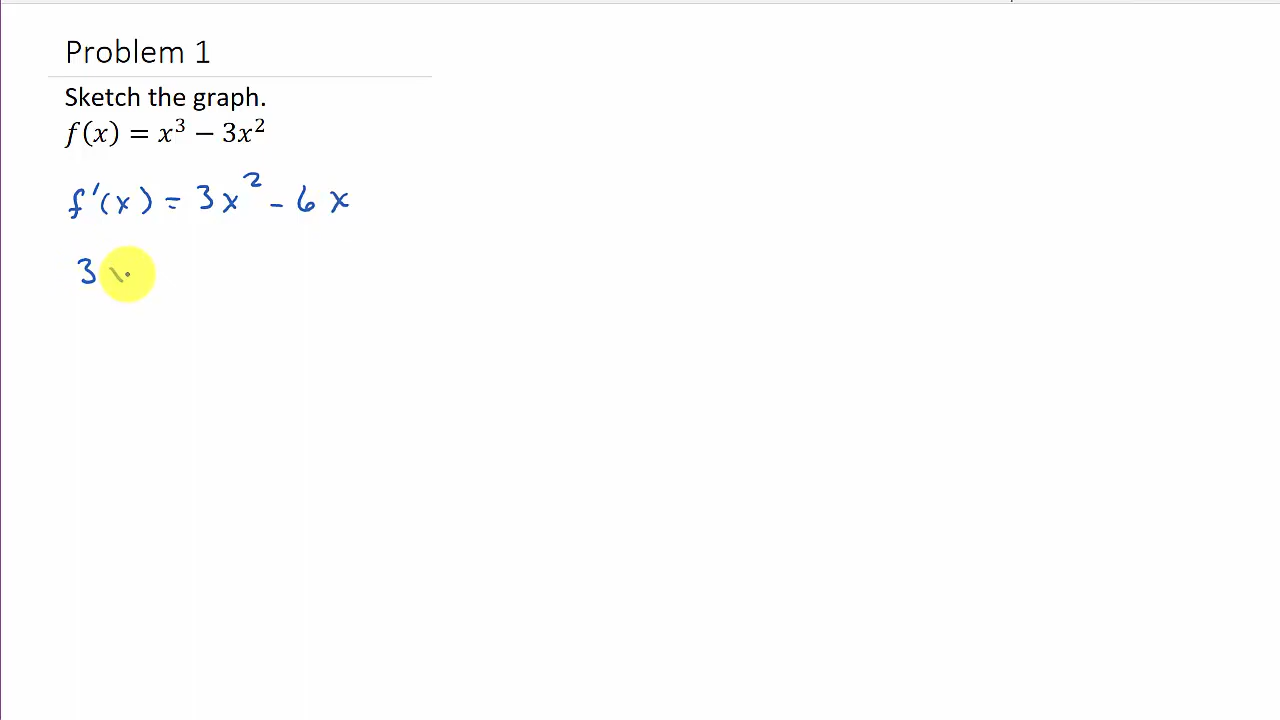 Problem 1
Sketch the graph.
f(x) = x³ − 3x²
f'(x) = 3x² - 6x
3